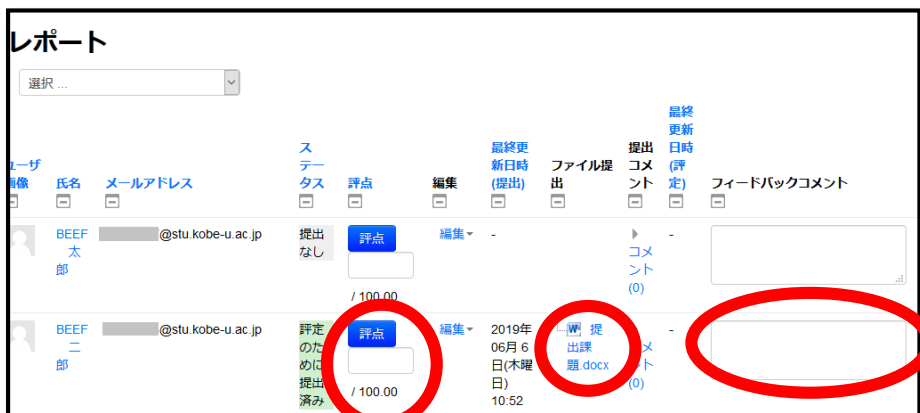 レポート
選択 ...
ユーザ画像
氏名
メールアドレス
ステータス
評点
編集
最終更新日時(提出)
ファイル提出
提出コメント
最終更新日時(評定)
フィードバックコメント
BEEF 太郎
@stu.kobe-u.ac.jp
提出なし
評点
/ 100.00
編集
-
コメント(0)
-
BEEF 二郎
@stu.kobe-u.ac.jp
評定のために提出済み
評点
/ 100.00
編集
2019年06月 6日(木曜日) 10:52
提出課題.docx
(0)
-